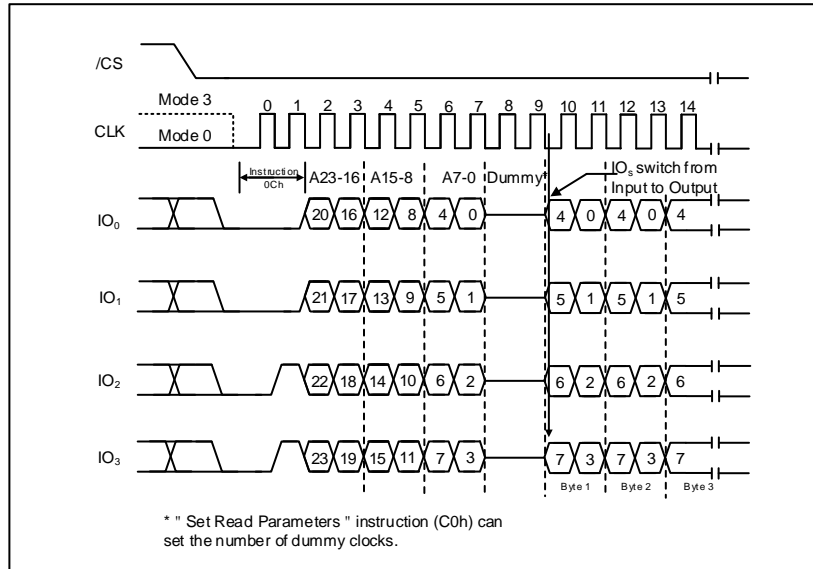 /CS
Mode 3
0 1 2 3 4 5 6 7 8 9 10 11 12 13 14
CLK
Mode 0
Instruction
0Ch
A23-16 A15-8 A7-0 Dummy*
IOs switch from
Input to Output
IO0 20 16 12 8 4 0 4 0 4 0 4
IO1 21 17 13 9 5 1 5 1 5 1 5
IO2 22 18 14 10 6 2 6 2 6 2 6
IO3 23 19 15 11 7 3 7 3 7 3 7
Byte 1 Byte 2 Byte 3
* " Set Read Parameters " instruction (C0h) can
set the number of dummy clocks.